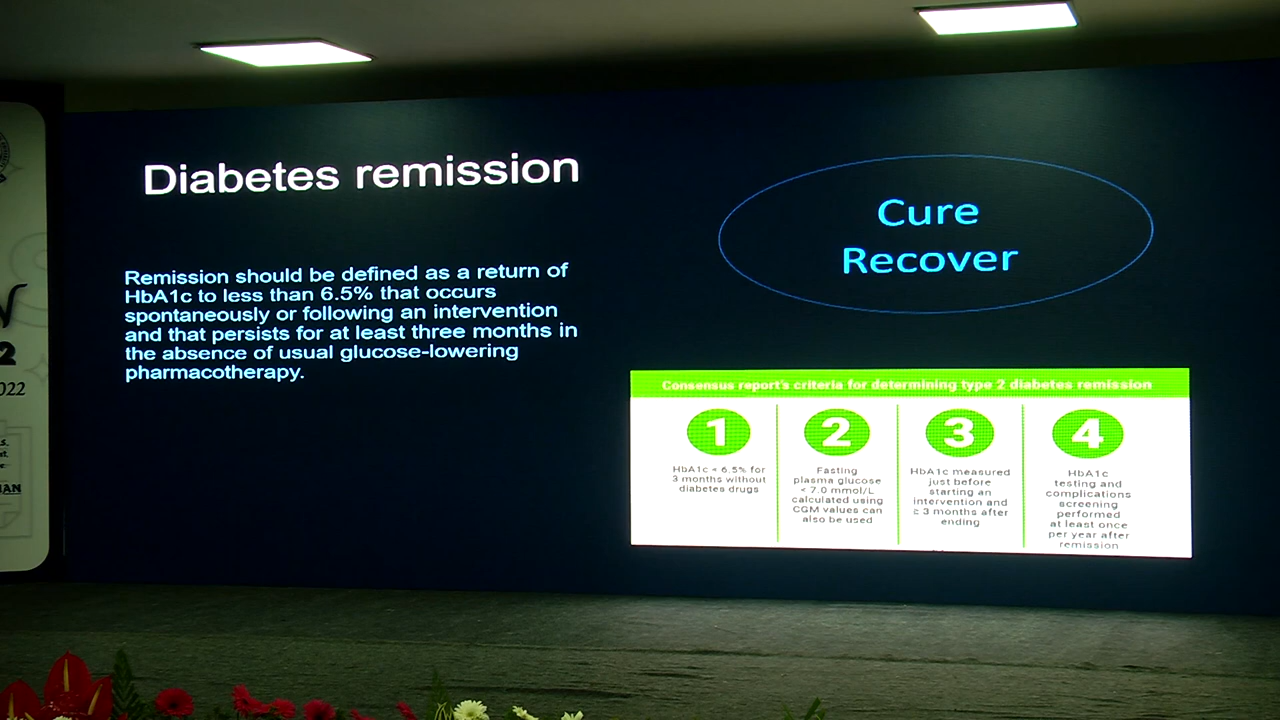 Diabetes remission
Remission should be defined as a return of
HbA1c to less than 6.5% that occurs
spontaneously or following an intervention
and that persists for at least three months in
the absence of usual glucose-lowering
pharmacotherapy.
Cure
Recover
Consensus report's criteria for determining type 2 diabetes remission
1
HbA1c < 6.5% for
3 months without
diabetes drugs
2
Fasting
plasma glucose
< 7.0 mmol/L
calculated using
CGM values can
also be used
3
HbA1c measured
just before
starting an
intervention and
≥ 3 months after
ending
4
HbA1c
testing and
complications
screening
performed
at least once
per year after
remission
2
2022